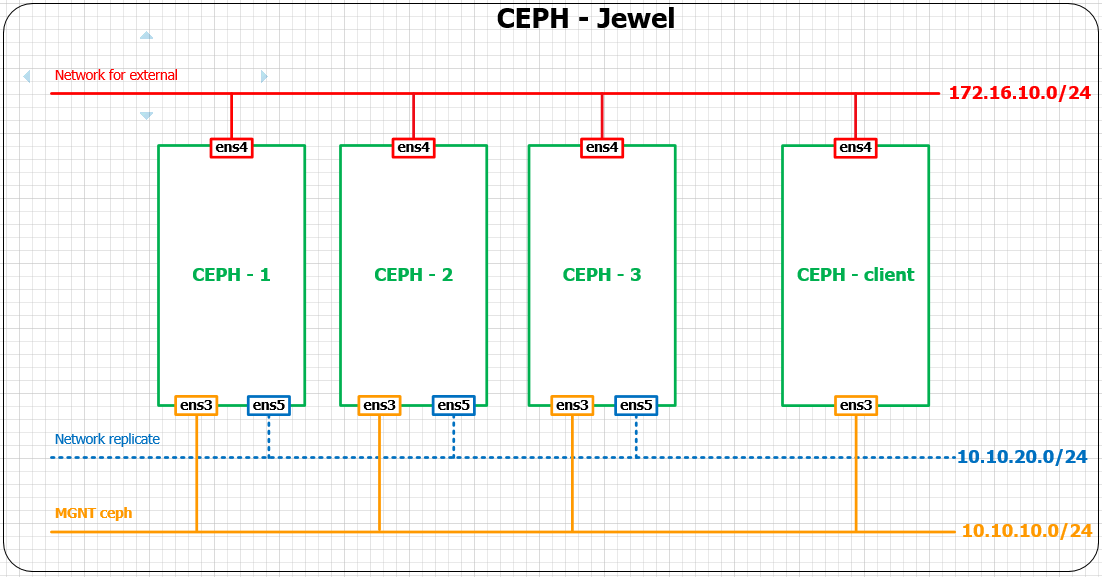 CEPH - Jewel
Network for external
172.16.10.0/24
ens4 ens4 ens4 ens4
CEPH - 1 CEPH - 2 CEPH - 3 CEPH - client
ens3 ens5 ens3 ens5 ens3 ens5 ens3
Network replicate
10.10.20.0/24
MGNT ceph
10.10.10.0/24